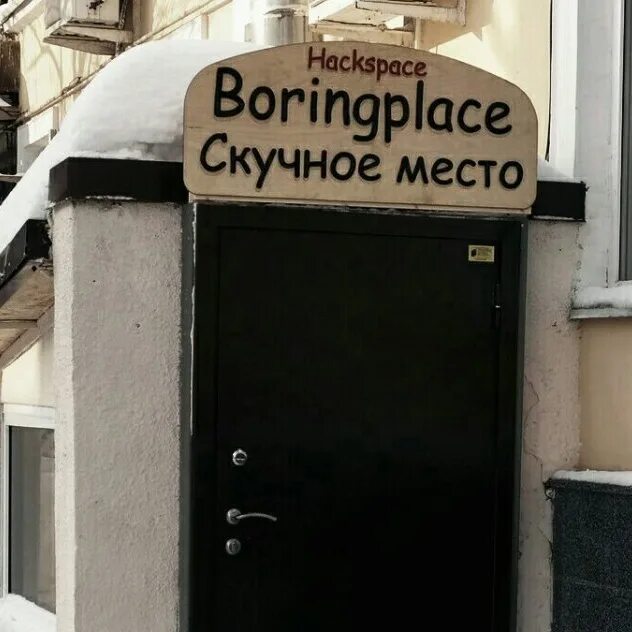 Hackspace
Boringplace
Скучное место